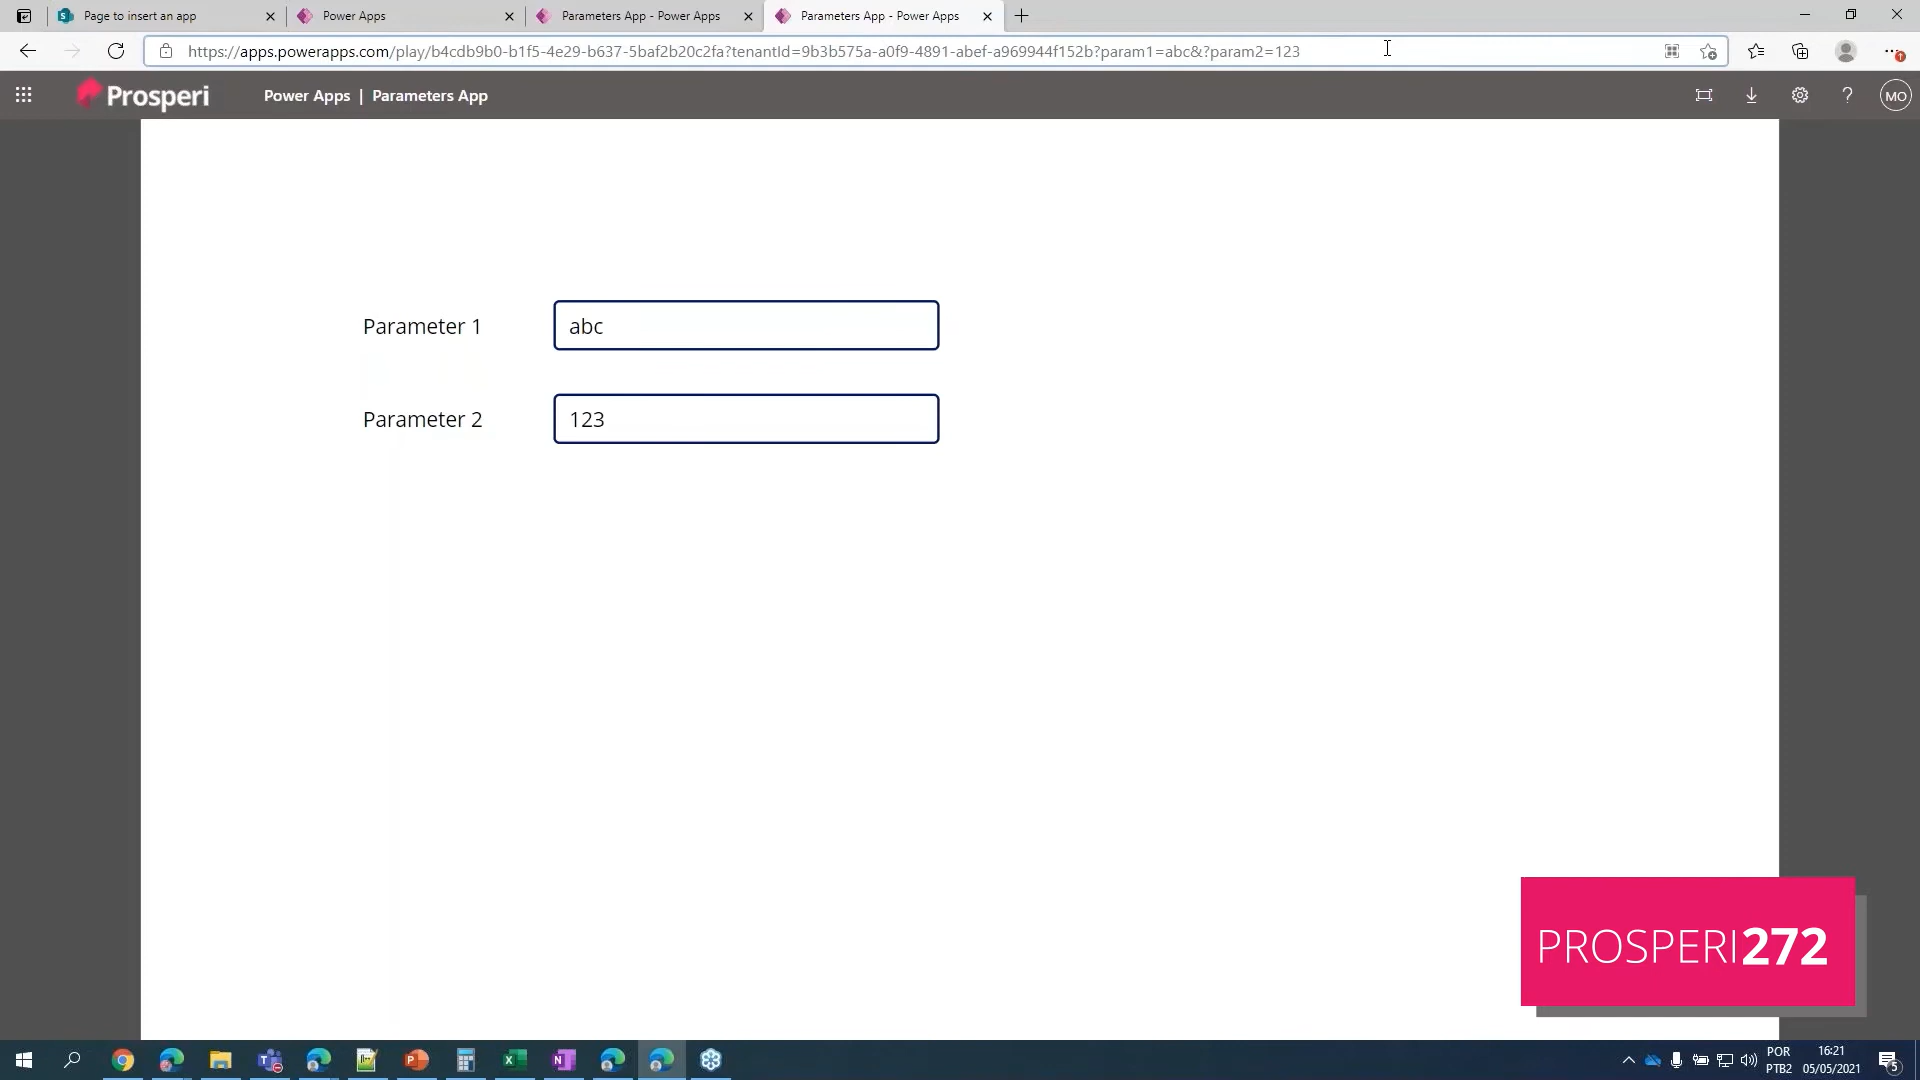 Page to insert an app
Power Apps
Parameters App - Power Apps
Parameters App - Power Apps
https://apps.powerapps.com/play/b4cdb9b0-b1f5-4e29-b637-5baf2b20c2fa?tenantId=9b3b575a-a0f9-4891-abef-a969944f152b?param1=abc&?param2=123
Prosperi
Power Apps | Parameters App
MO
Parameter 1
abc
Parameter 2
123
PROSPERI272
POR
PTB2
16:21
05/05/2021
5